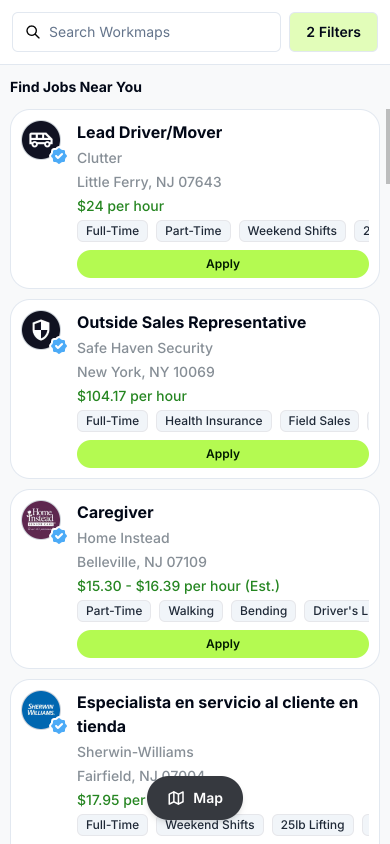 Search Workmaps
2 Filters
Find Jobs Near You
Lead Driver/Mover
Clutter
Little Ferry, NJ 07643
$24 per hour
Full-Time Part-Time Weekend Shifts 2
Apply
Outside Sales Representative
Safe Haven Security
New York, NY 10069
$104.17 per hour
Full-Time Health Insurance Field Sales
Apply
Home Instead
Caregiver
Home Instead
Belleville, NJ 07109
$15.30 - $16.39 per hour (Est.)
Part-Time Walking Bending Driver's L
Apply
SHERWIN WILLIAMS.
Especialista en servicio al cliente en
tienda
Sherwin-Williams
Fairfield, NJ 07004
$17.95 per
Map
Full-Time Weekend Shifts 25lb Lifting